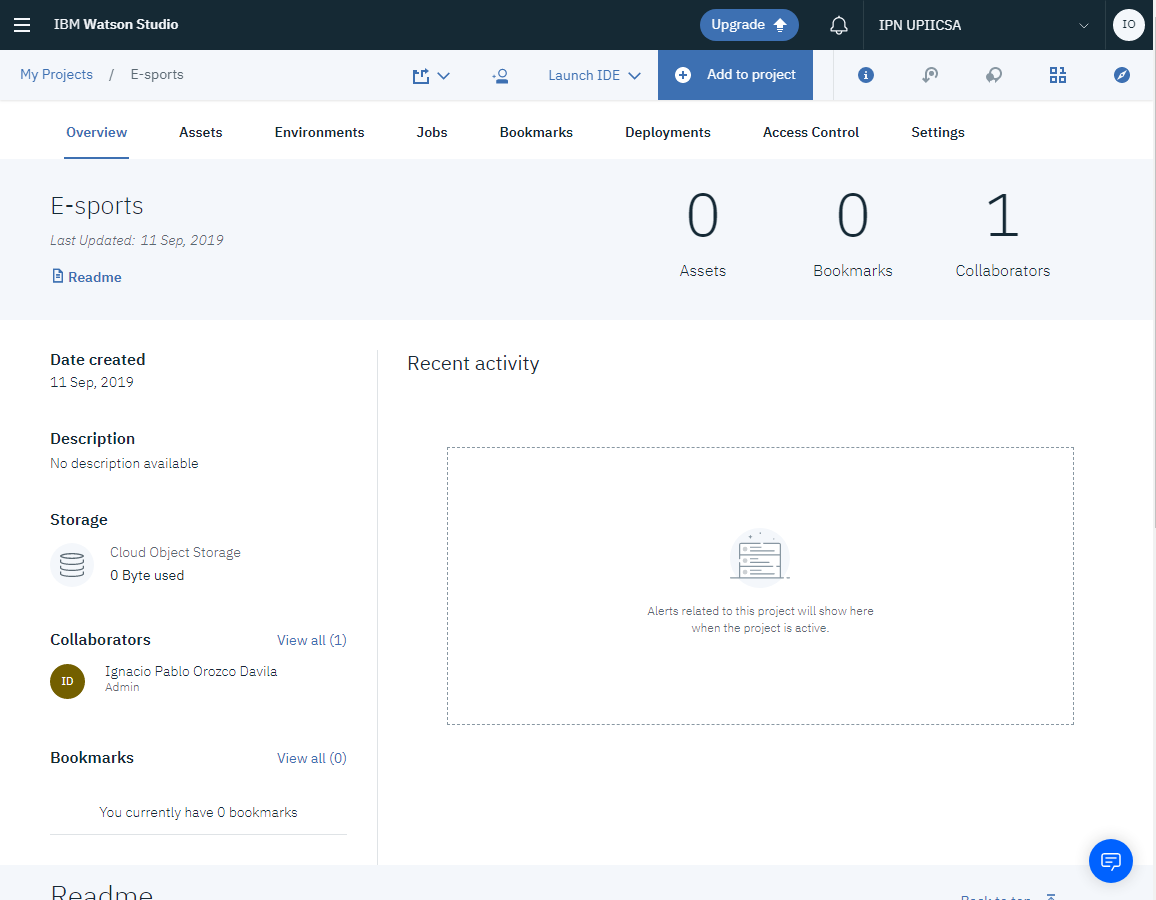 IBM Watson Studio
Upgrade
IPN UPIICSA
IO
My Projects / E-sports
Launch IDE
Add to project
Overview
Assets
Environments
Jobs
Bookmarks
Deployments
Access Control
Settings
E-sports
Last Updated: 11 Sep, 2019
Readme
0
Assets
0
Bookmarks
1
Collaborators
Date created
11 Sep, 2019
Description
No description available
Storage
Cloud Object Storage
0 Byte used
Collaborators
View all (1)
ID
Ignacio Pablo Orozco Davila
Admin
Bookmarks
View all (0)
You currently have 0 bookmarks
Recent activity
Alerts related to this project will show here
when the project is active.
Readme
Back to top